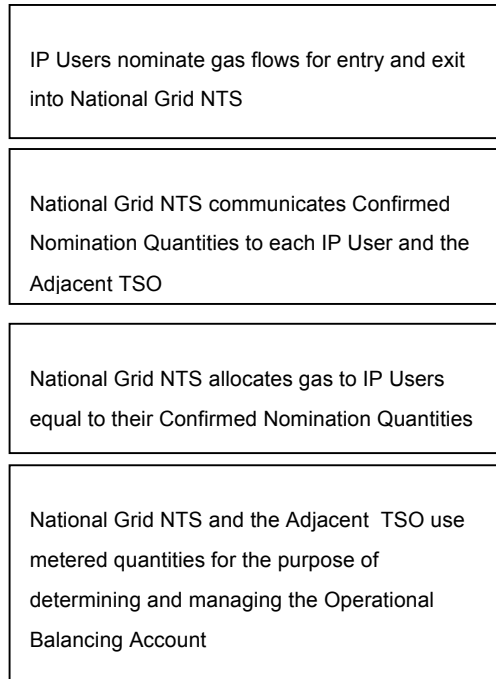 IP Users nominate gas flows for entry and exit
into National Grid NTS
National Grid NTS communicates Confirmed
Nomination Quantities to each IP User and the
Adjacent TSO
National Grid NTS allocates gas to IP Users
equal to their Confirmed Nomination Quantities
National Grid NTS and the Adjacent TSO use
metered quantities for the purpose of
determining and managing the Operational
Balancing Account